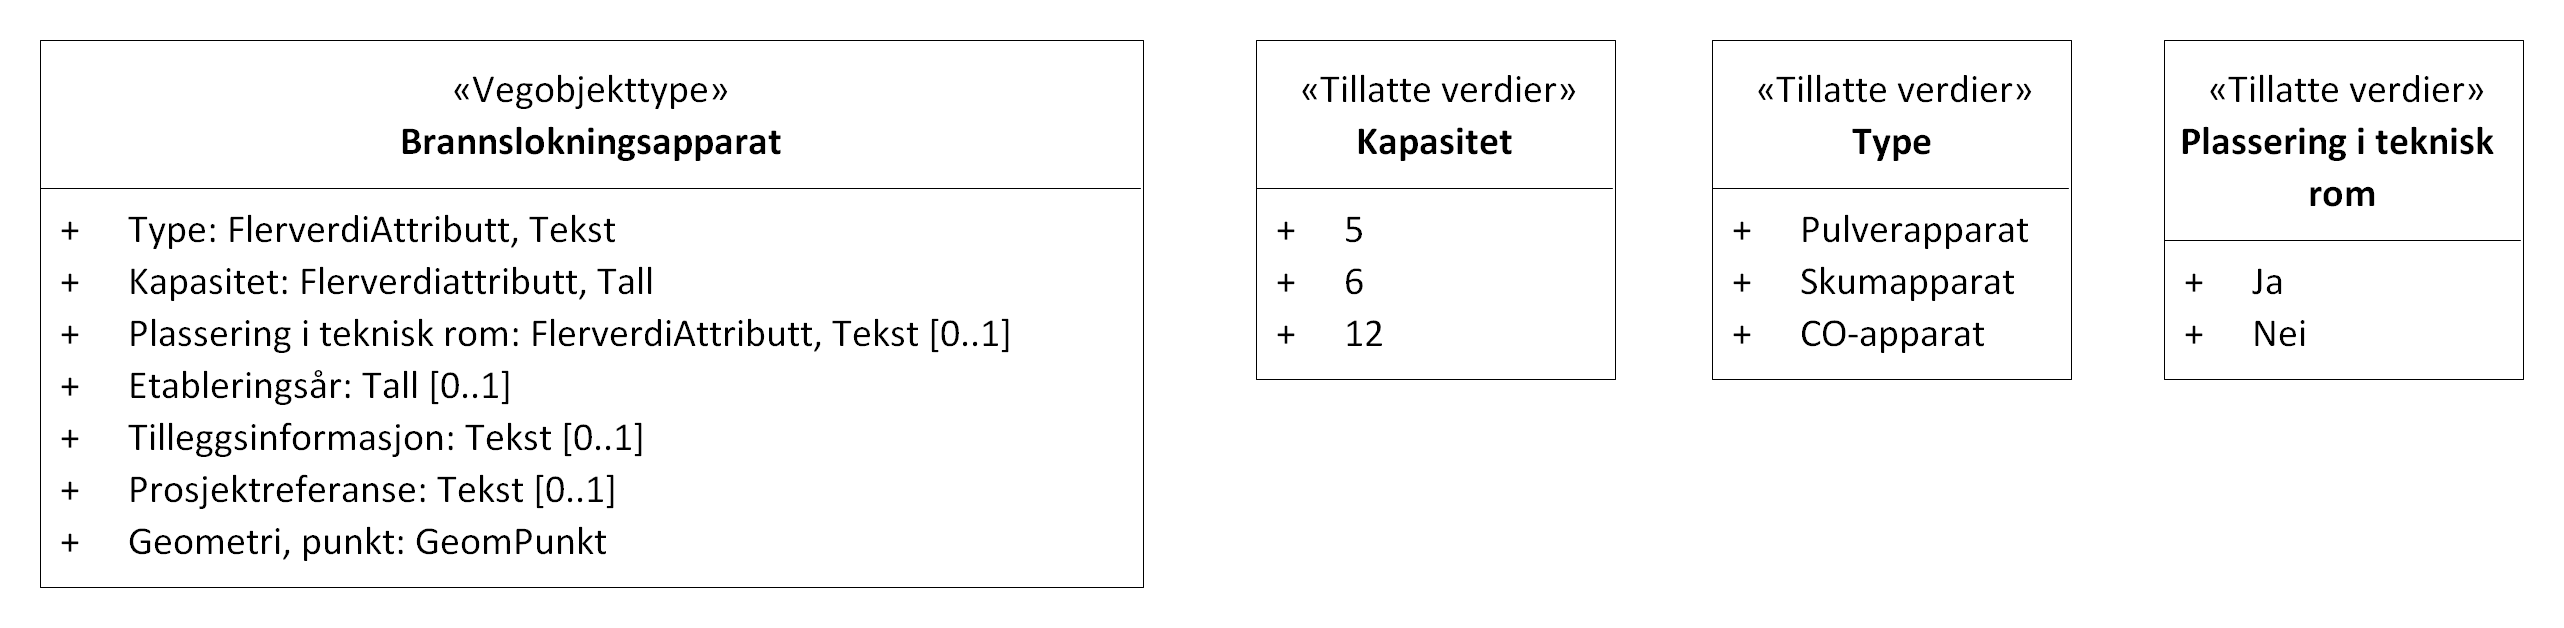 «Vegobjekttype»
Brannslokningsapparat
+ Type: FlerverdiAttributt, Tekst
+ Kapasitet: Flerverdiattributt, Tall
+ Plassering i teknisk rom: FlerverdiAttributt, Tekst [0..1]
+ Etableringsår: Tall [0..1]
+ Tilleggsinformasjon: Tekst [0..1]
+ Prosjektreferanse: Tekst [0..1]
+ Geometri, punkt: GeomPunkt
«Tillatte verdier»
Kapasitet
+ 5
+ 6
+ 12
«Tillatte verdier»
Type
+ Pulverapparat
+ Skumapparat
+ CO-apparat
«Tillatte verdier»
Plassering i teknisk
rom
+ Ja
+ Nei